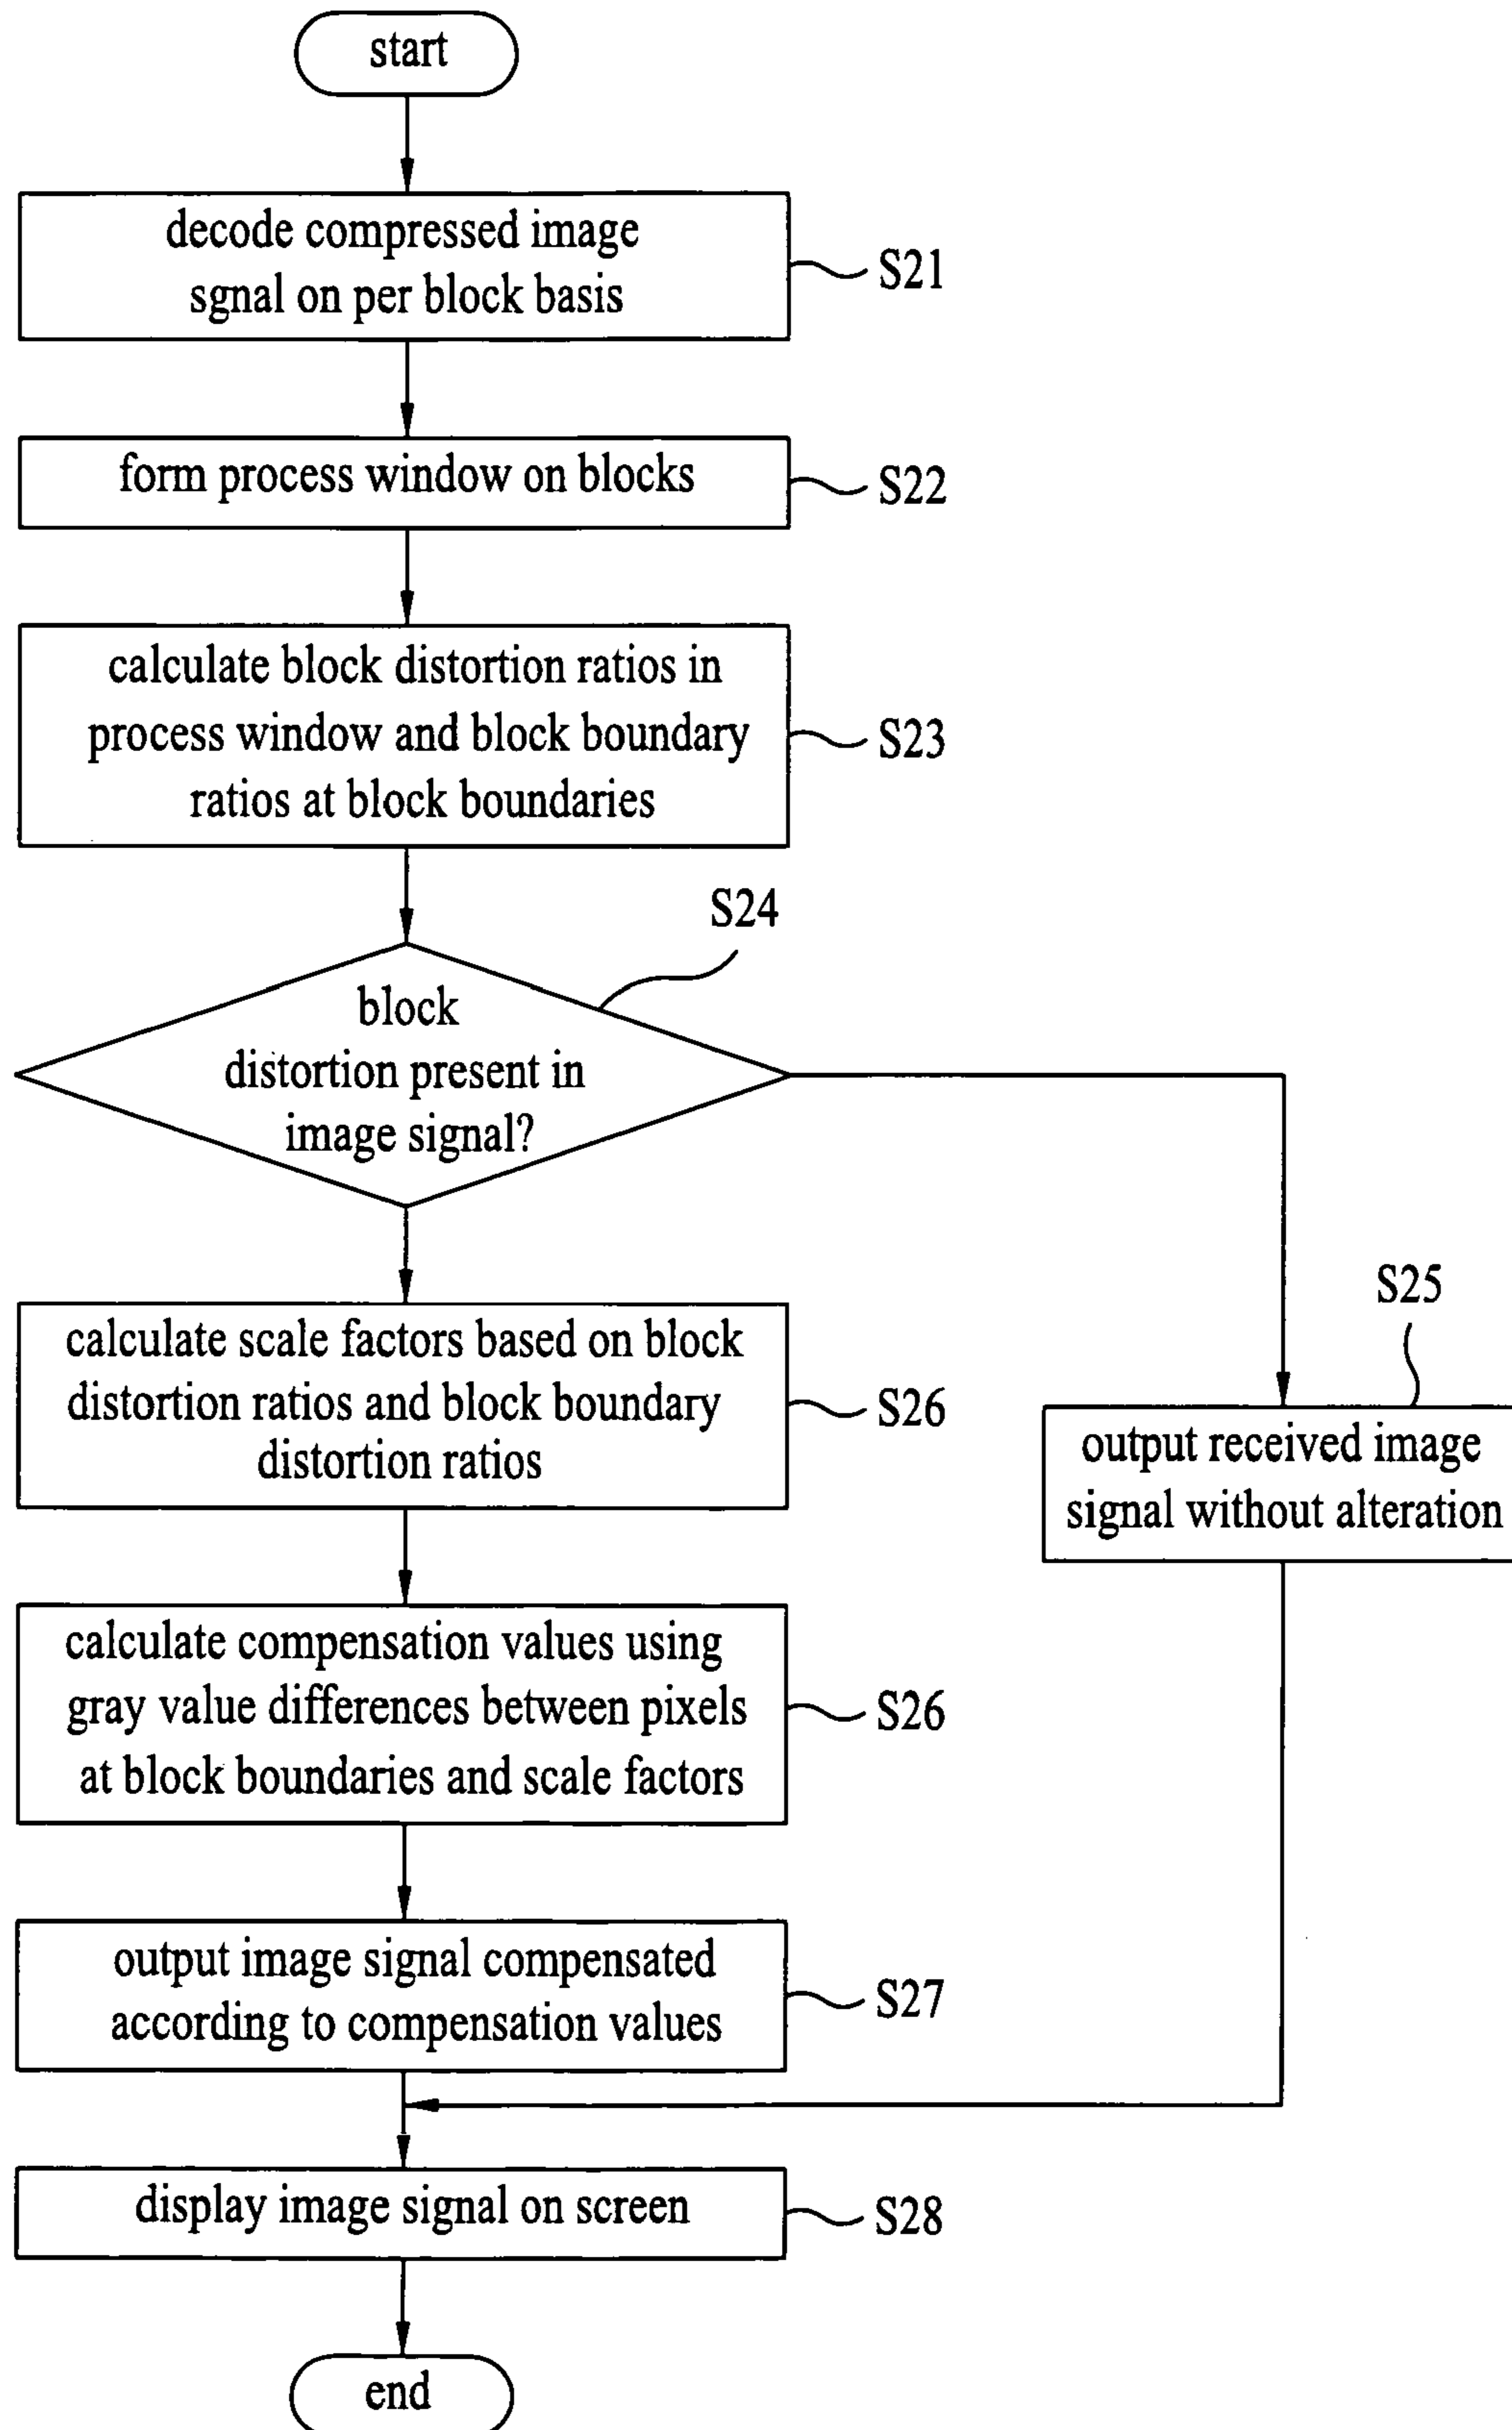 start
decode compressed image
sgnal on per block basis
S21
form process window on blocks
S22
calculate block distortion ratios in
process window and block boundary
ratios at block boundaries
S23
S24
block
distortion present in
image signal?
calculate scale factors based on block
distortion ratios and block boundary
distortion ratios
S26
S25
output received image
signal without alteration
calculate compensation values using
gray value differences between pixels
at block boundaries and scale factors
S26
output image signal compensated
according to compensation values
S27
display image signal on screen
S28
end